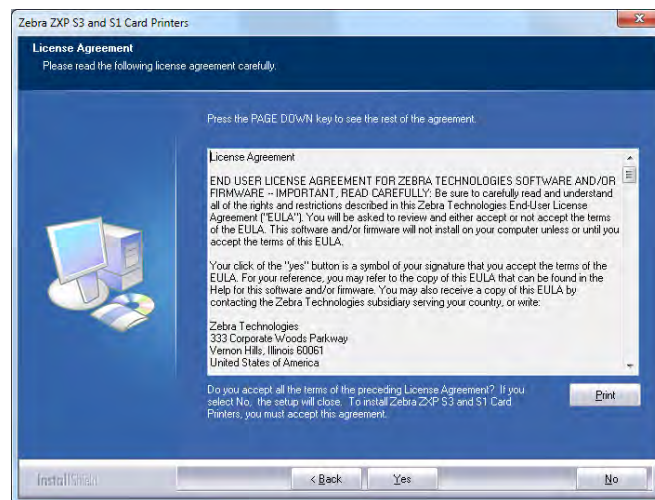 Zebra ZXP S3 and S1 Card Printers
License Agreement
Please read the following license agreement carefully.
Press the PAGE DOWN key to see the rest of the agreement.
License Agreement
END USER LICENSE AGREEMENT FOR ZEBRA TECHNOLOGIES SOFTWARE AND/OR
FIRMWARE – IMPORTANT, READ CAREFULLY: Be sure to carefully read and understand
all of the rights and restrictions described in this Zebra Technologies End-User License
Agreement ("EULA"). You will be asked to review and either accept or not accept the terms
of the EULA. This software and/or firmware will not install on your computer unless or until you
accept the terms of this EULA.
Your click of the "yes" button is a symbol of your signature that you accept the terms of the
EULA. For your reference, you may refer to the copy of this EULA that can be found in the
Help for this software and/or firmware. You may also receive a copy of this EULA by
contacting the Zebra Technologies subsidiary serving your country, or write:
Zebra Technologies
333 Corporate Woods Parkway
Vernon Hills, Illinois 60061
United States of America
Do you accept all the terms of the preceding License Agreement? If you
select No, the setup will close. To install Zebra ZXP S3 and S1 Card
Printers, you must accept this agreement.
Print
InstallShield
< Back
Yes
No